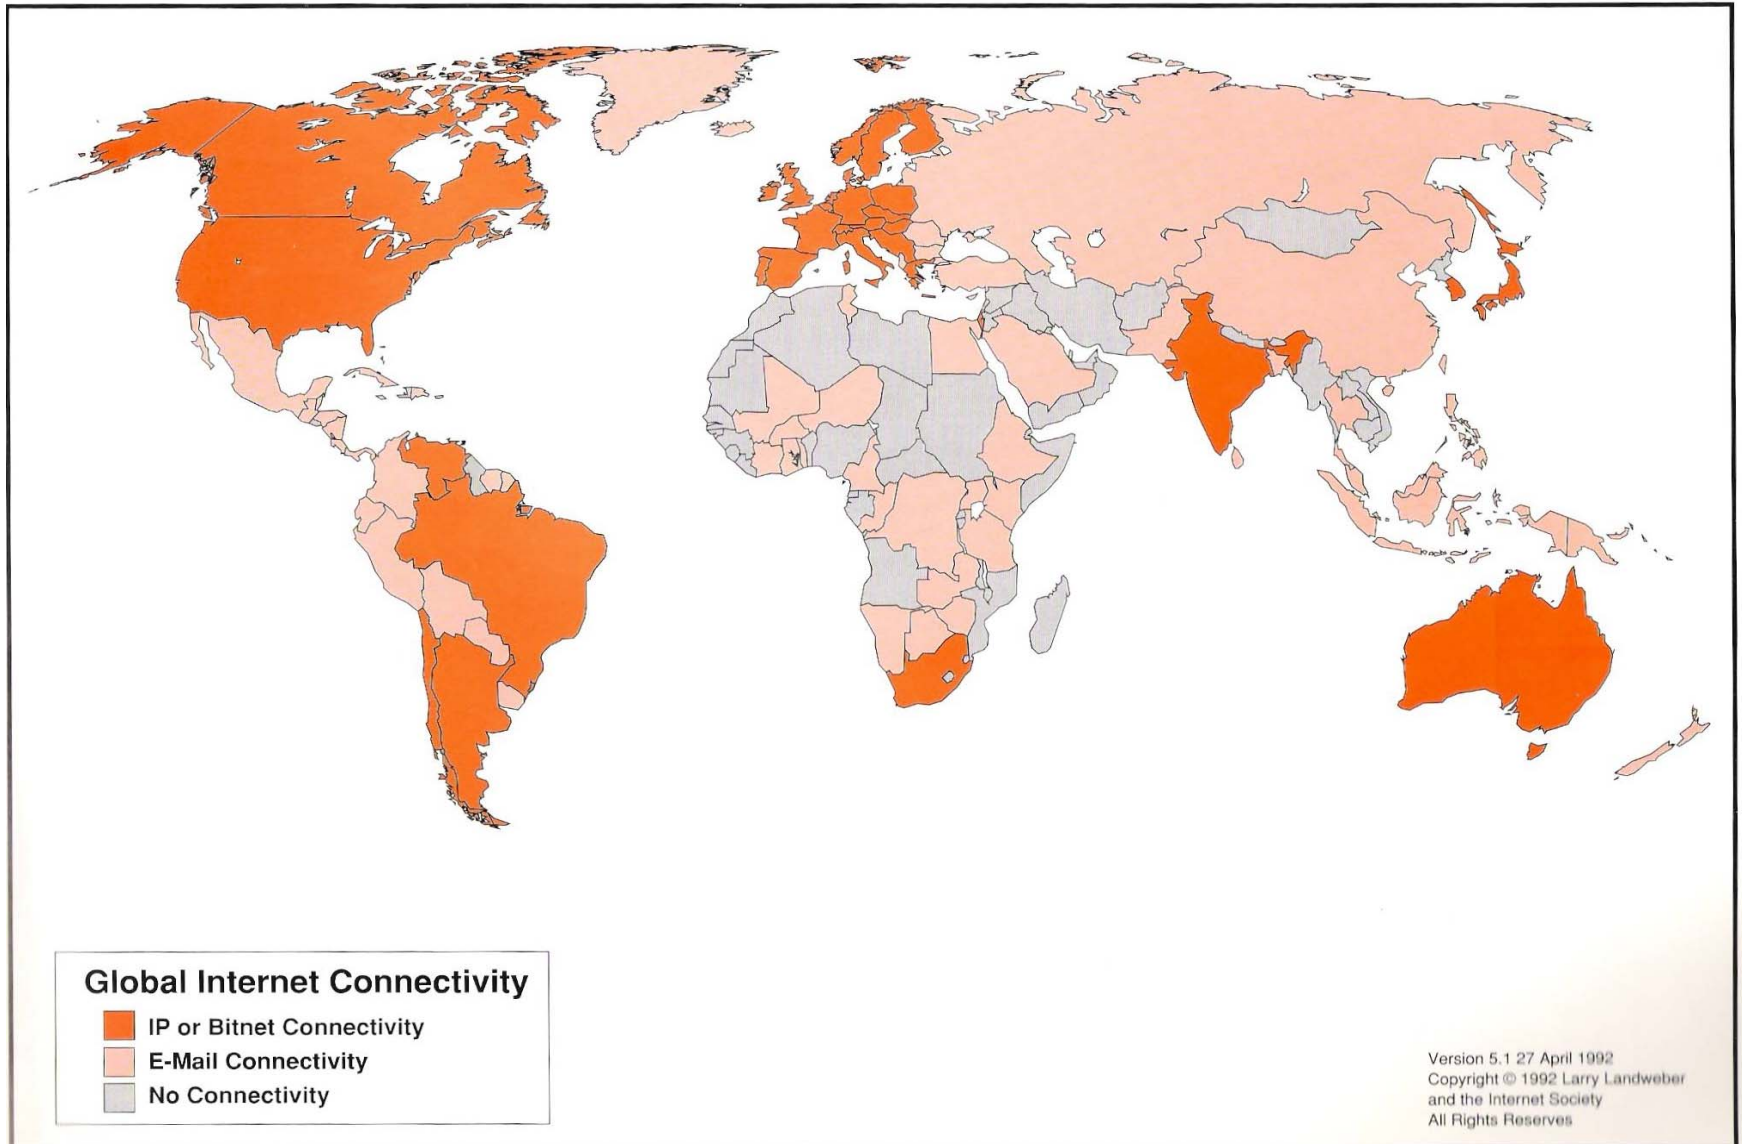 Global Internet Connectivity
IP or Bitnet Connectivity
E-Mail Connectivity
No Connectivity
Version 5.1 27 April 1992
Copyright © 1992 Larry Landweber
and the Internet Society
All Rights Reserves